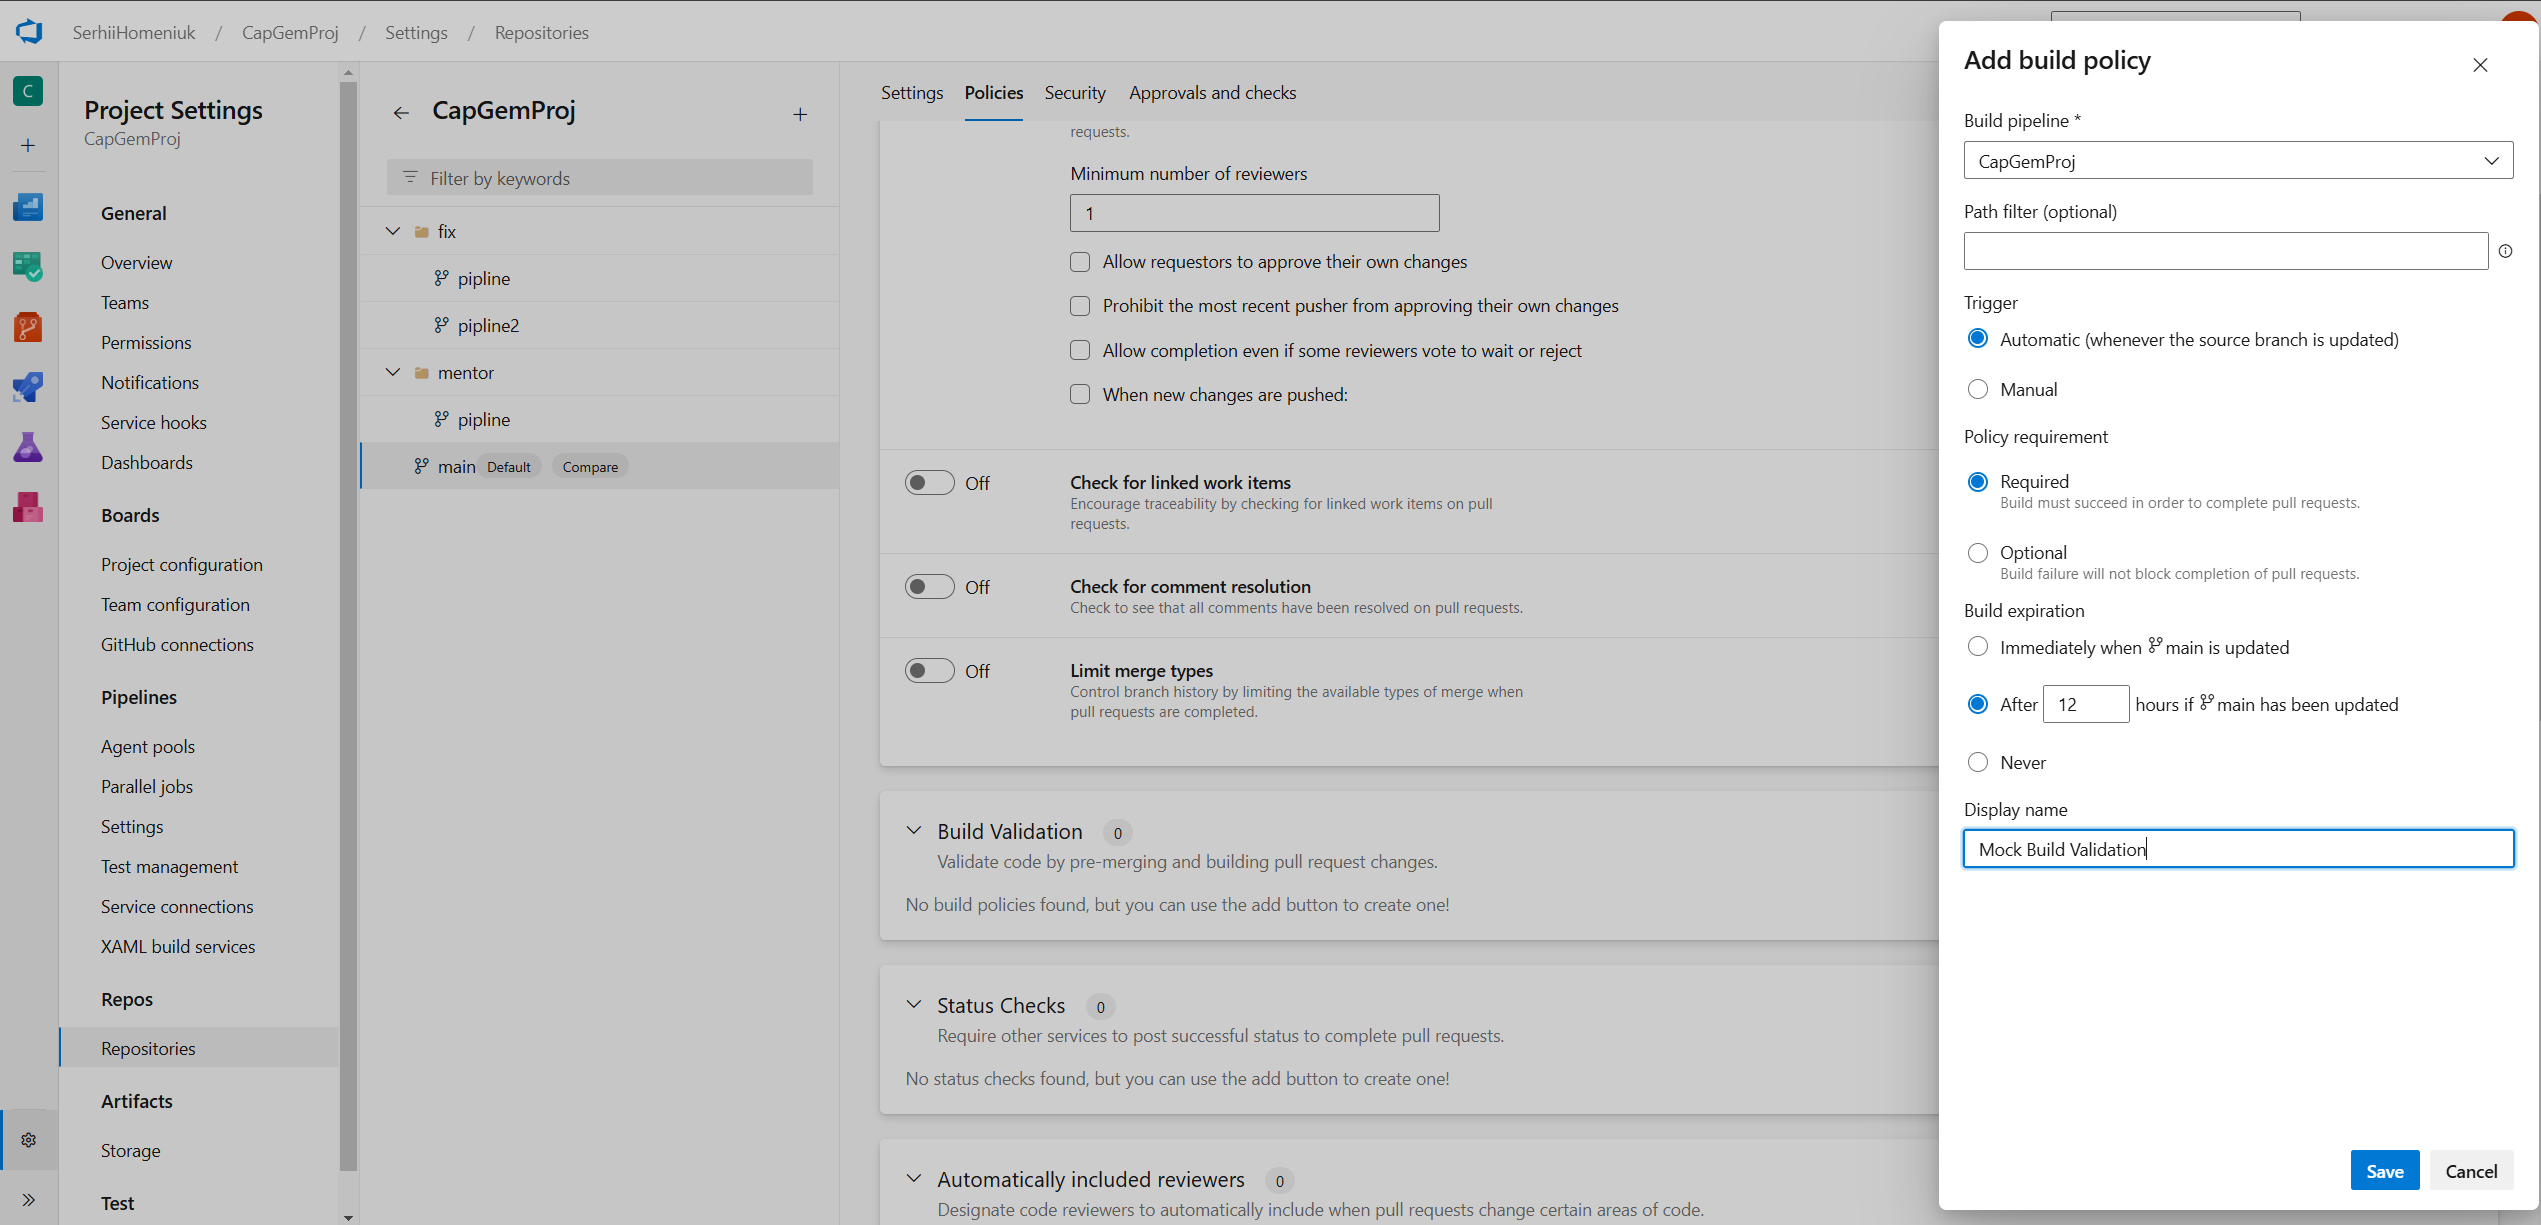 SerhiiHomeniuk / CapGemProj / Settings / Repositories
C
Project Settings
CapGemProj
General
Overview
Teams
Permissions
Notifications
Service hooks
Dashboards
Boards
Project configuration
Team configuration
GitHub connections
Pipelines
Agent pools
Parallel jobs
Settings
Test management
Service connections
XAML build services
Repos
Repositories
Artifacts
Storage
Test
CapGemProj
Filter by keywords
fix
pipline
pipline2
mentor
pipline
main Default Compare
Settings Policies Security Approvals and checks
requests.
Minimum number of reviewers
1
Allow requestors to approve their own changes
Prohibit the most recent pusher from approving their own changes
Allow completion even if some reviewers vote to wait or reject
When new changes are pushed:
Off Check for linked work items
Encourage traceability by checking for linked work items on pull
requests.
Off Check for comment resolution
Check to see that all comments have been resolved on pull requests.
Off Limit merge types
Control branch history by limiting the available types of merge when
pull requests are completed.
Build Validation 0
Validate code by pre-merging and building pull request changes.
No build policies found, but you can use the add button to create one!
Status Checks 0
Require other services to post successful status to complete pull requests.
No status checks found, but you can use the add button to create one!
Automatically included reviewers 0
Designate code reviewers to automatically include when pull requests change certain areas of code.
Add build policy
Build pipeline *
CapGemProj
Path filter (optional)
Trigger
Automatic (whenever the source branch is updated)
Manual
Policy requirement
Required
Build must succeed in order to complete pull requests.
Optional
Build failure will not block completion of pull requests.
Build expiration
Immediately when main is updated
After 12 hours if main has been updated
Never
Display name
Mock Build Validation
Save Cancel